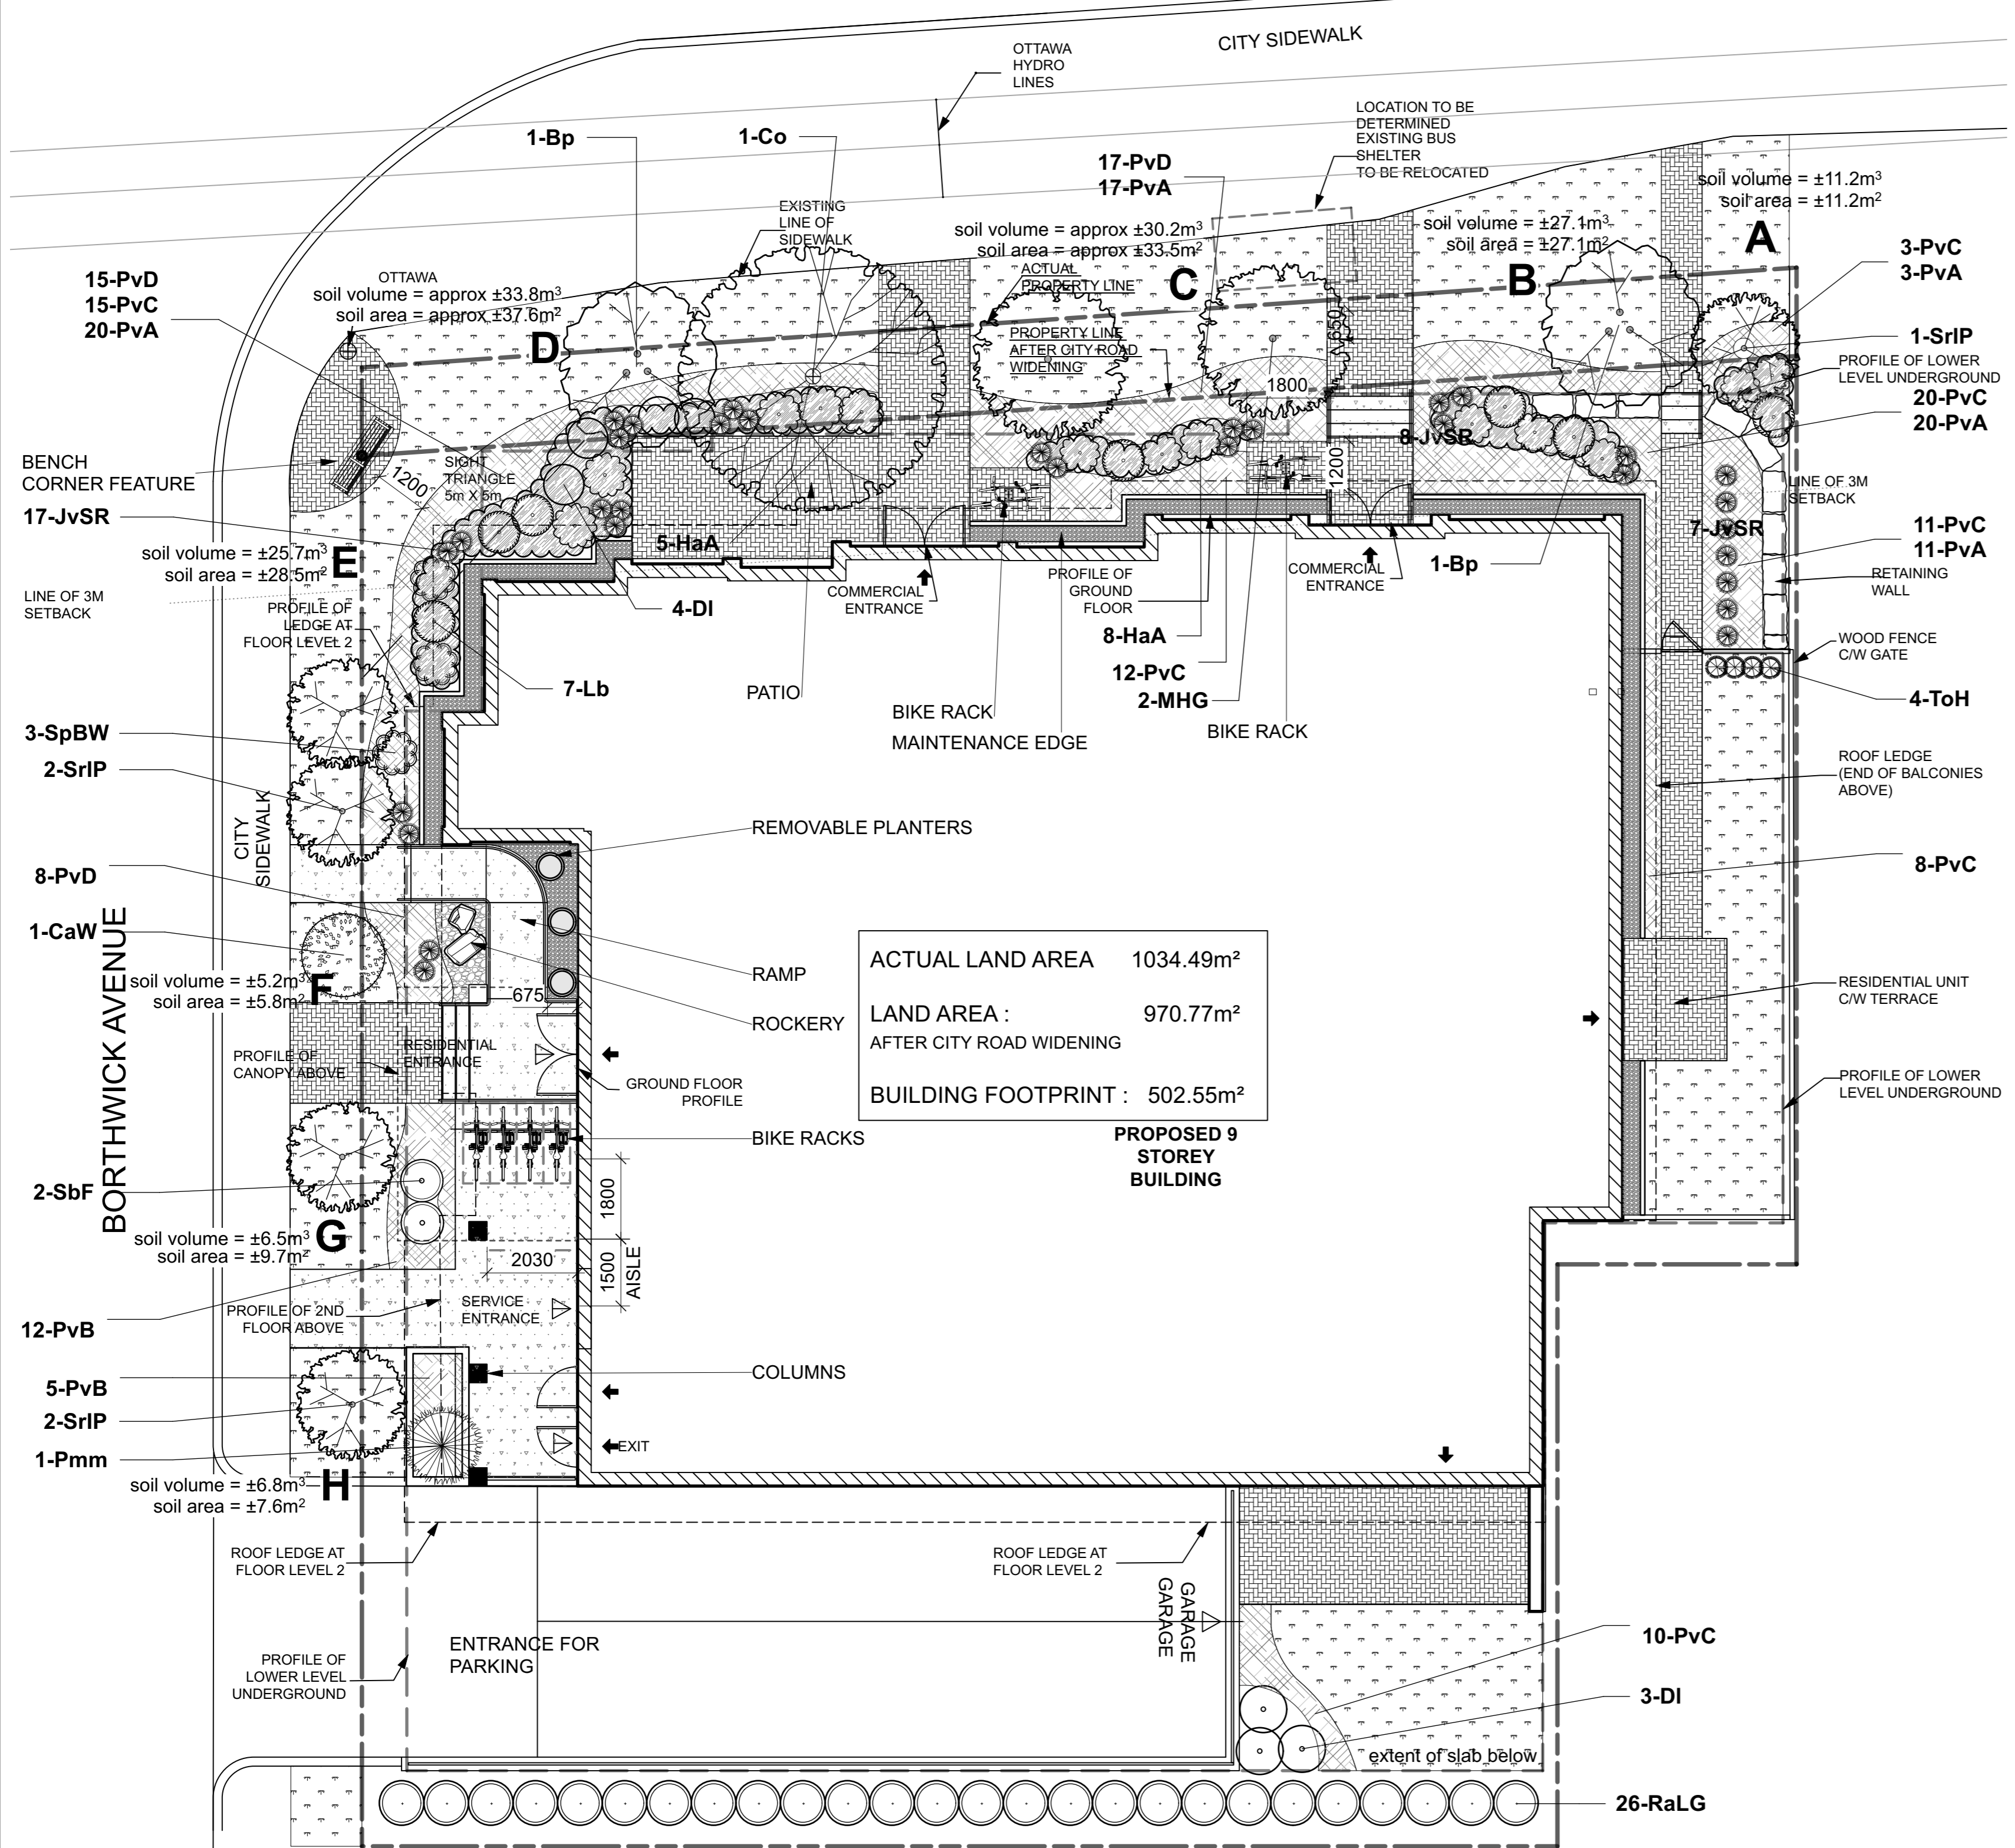 CITY SIDEWALK
OTTAWA
HYDRO
LINES
LOCATION TO BE
DETERMINED
EXISTING BUS
SHELTER
TO BE RELOCATED
1-Bp
1-Co
17-PvD
17-PvA
soil volume = ±11.2m³
soil area = ±11.2m²
A
EXISTING
LINE OF
SIDEWALK
soil volume = approx ±30.2m³
soil area = approx ±33.5m²
soil volume = ±27.1m³
soil area = ±27.1m²
3-PvC
3-PvA
15-PvD
15-PvC
20-PvA
OTTAWA
soil volume = approx ±33.8m³
soil area = approx ±37.6m²
ACTUAL
PROPERTY LINE
C
B
D
PROPERTY LINE
AFTER CITY ROAD
WIDENING
1550
1800
1-SrIP
PROFILE OF LOWER
LEVEL UNDERGROUND
20-PvC
20-PvA
BENCH
CORNER FEATURE
1200
SIGHT
TRIANGLE
5m X 5m
8-JvSR
1200
LINE OF 3M
SETBACK
17-JvSR
7-JvSR
11-PvC
11-PvA
soil volume = ±25.7m³
soil area = ±28.5m²
E
5-HaA
COMMERCIAL
ENTRANCE
PROFILE OF
GROUND
FLOOR
COMMERCIAL
ENTRANCE
1-Bp
RETAINING
WALL
LINE OF 3M
SETBACK
PROFILE OF
LEDGE AT
FLOOR LEVEL 2
4-DI
8-HaA
WOOD FENCE
C/W GATE
12-PvC
2-MHG
7-Lb
PATIO
BIKE RACK
MAINTENANCE EDGE
BIKE RACK
4-ToH
3-SpBW
2-SrIP
ROOF LEDGE
(END OF BALCONIES
ABOVE)
CITY
SIDEWALK
REMOVABLE PLANTERS
8-PvD
8-PvC
1-CaW
BORTHWICK AVENUE
soil volume = ±5.2m³
soil area = ±5.8m²
F
675
RAMP
ROCKERY
ACTUAL LAND AREA 1034.49m²
LAND AREA : 970.77m²
AFTER CITY ROAD WIDENING
BUILDING FOOTPRINT : 502.55m²
RESIDENTIAL UNIT
C/W TERRACE
PROFILE OF
CANOPY ABOVE
RESIDENTIAL
ENTRANCE
GROUND FLOOR
PROFILE
PROFILE OF LOWER
LEVEL UNDERGROUND
BIKE RACKS
PROPOSED 9
STOREY
BUILDING
2-SbF
1800
soil volume = ±6.5m³
soil area = ±9.7m²
G
2030
1500
AISLE
12-PvB
PROFILE OF 2ND
FLOOR ABOVE
SERVICE
ENTRANCE
COLUMNS
5-PvB
2-SrIP
1-Pmm
EXIT
soil volume = ±6.8m³
soil area = ±7.6m²
H
ROOF LEDGE AT
FLOOR LEVEL 2
ROOF LEDGE AT
FLOOR LEVEL 2
GARAGE
GARAGE
ENTRANCE FOR
PARKING
PROFILE OF
LOWER LEVEL
UNDERGROUND
10-PvC
3-DI
extent of slab below
26-RaLG